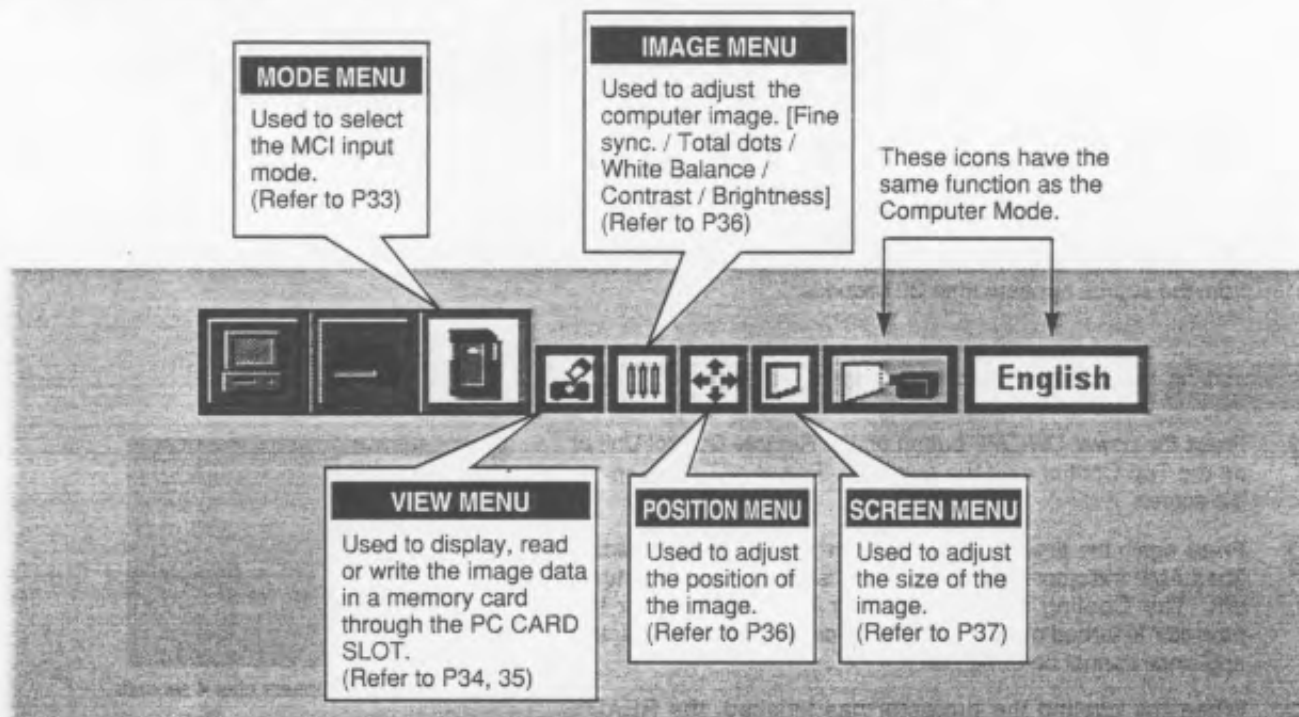 MODE MENU
Used to select
the MCI input
mode.
(Refer to P33)
IMAGE MENU
Used to adjust the
computer image. [Fine
sync. / Total dots /
White Balance /
Contrast / Brightness]
(Refer to P36)
These icons have the
same function as the
Computer Mode.
English
VIEW MENU
Used to display, read
or write the image data
in a memory card
through the PC CARD
SLOT.
(Refer to P34, 35)
POSITION MENU
Used to adjust
the position of
the image.
(Refer to P36)
SCREEN MENU
Used to adjust
the size of the
image.
(Refer to P37)